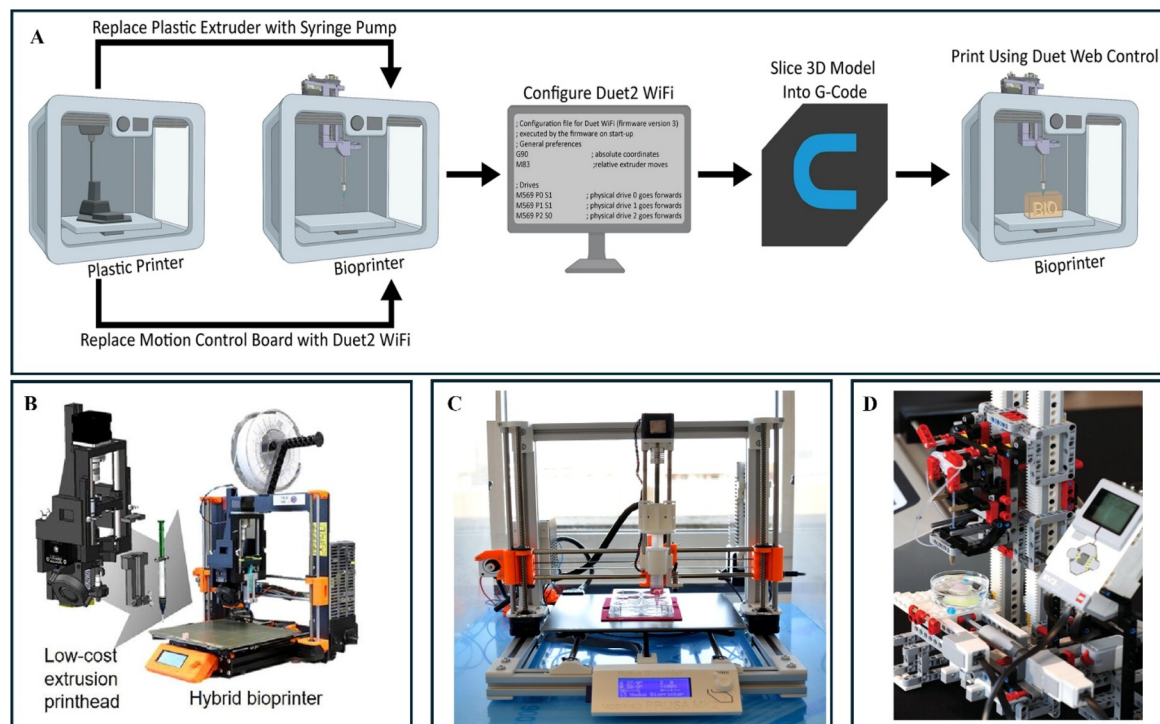 A
Replace Plastic Extruder with Syringe Pump
Plastic Printer
Bioprinter
Replace Motion Control Board with Duet2 WiFi
Configure Duet2 WiFi
; Configuration file for Duet WiFi (firmware version 3)
; executed by the firmware on start-up
; General preferences
G90 ; absolute coordinates
M83 ;relative extruder moves
; Drives
M569 P0 S1 ; physical drive 0 goes forwards
M569 P1 S1 ; physical drive 1 goes forwards
M569 P2 S0 ; physical drive 2 goes forwards
Slice 3D Model
Into G-Code
Print Using Duet Web Control
BIO
Bioprinter
B
Low-cost
extrusion
printhead
Hybrid bioprinter
C
D